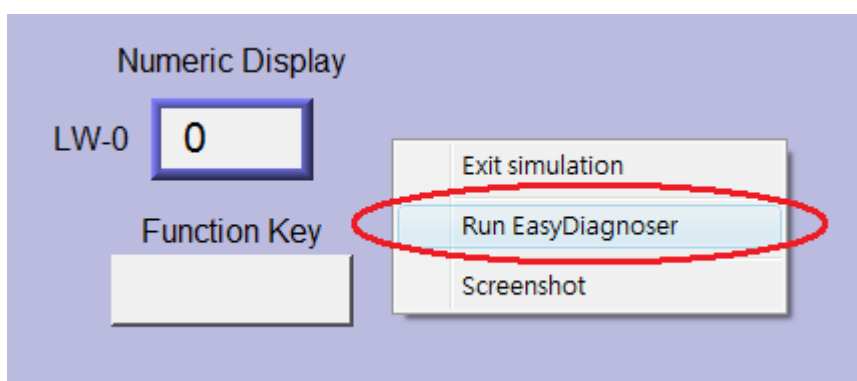 Numeric Display
LW-0
0
Exit simulation
Run EasyDiagnoser
Function Key
Screenshot